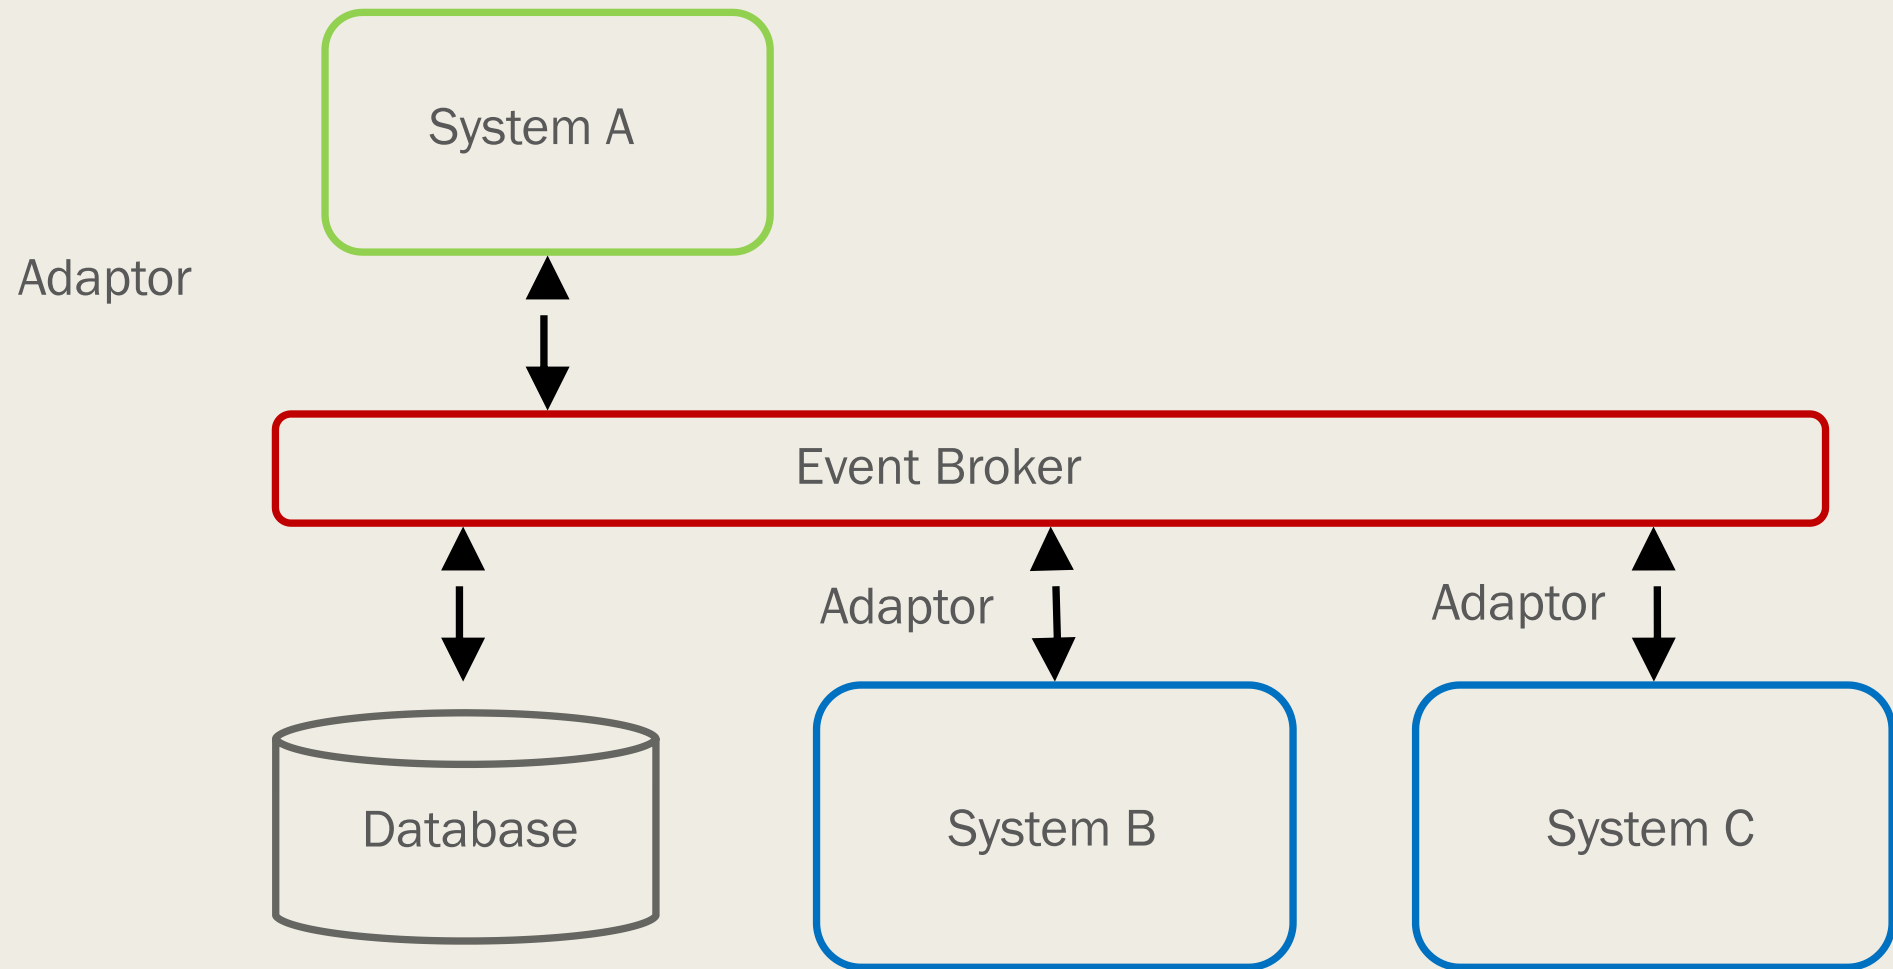 System A
Adaptor
Event Broker
Adaptor
Adaptor
Database
System B
System C